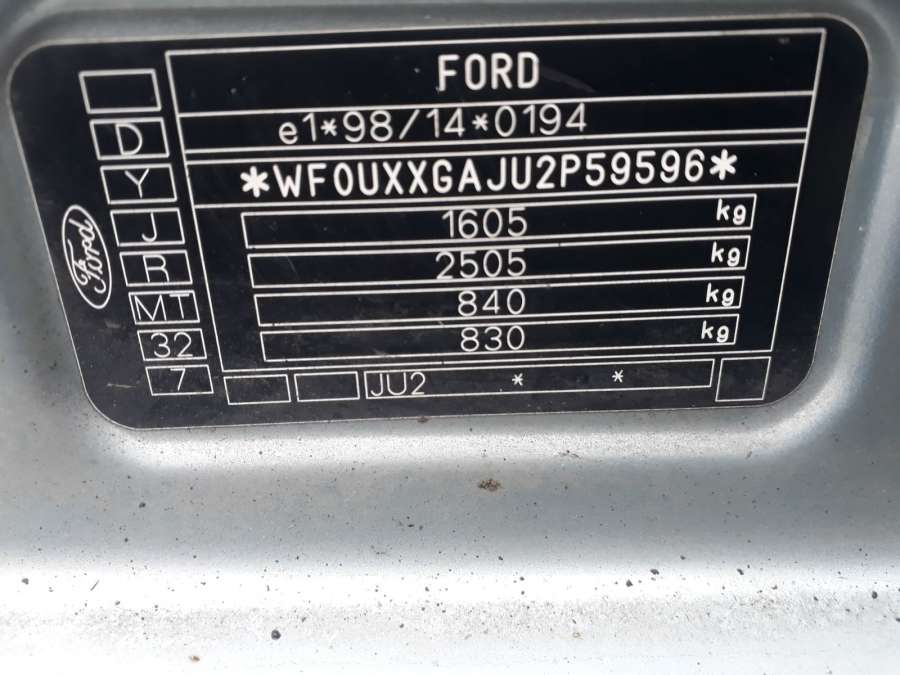 FORD
e1*98/14*0194
*WF0UXXGAJU2P59596*
1605 kg
2505 kg
840 kg
830 kg
D
Y
J
R
MT
32
7
Ford
JU2 * *